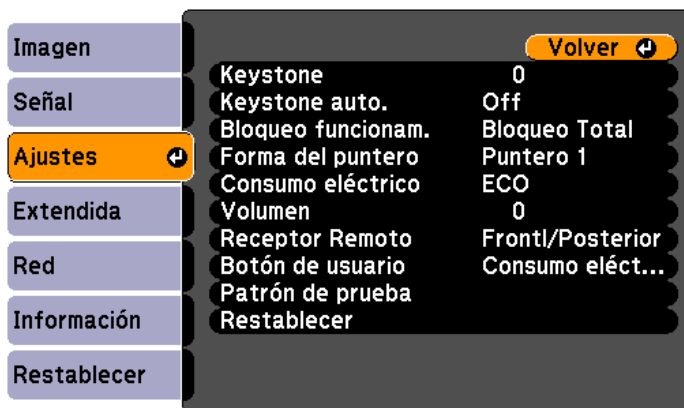 Imagen
Señal
Ajustes
Extendida
Red
Información
Restablecer
Volver
Keystone 0
Keystone auto. Off
Bloqueo funcionam. Bloqueo Total
Forma del puntero Puntero 1
Consumo eléctrico ECO
Volumen 0
Receptor Remoto Frontl/Posterior
Botón de usuario Consumo eléct...
Patrón de prueba
Restablecer